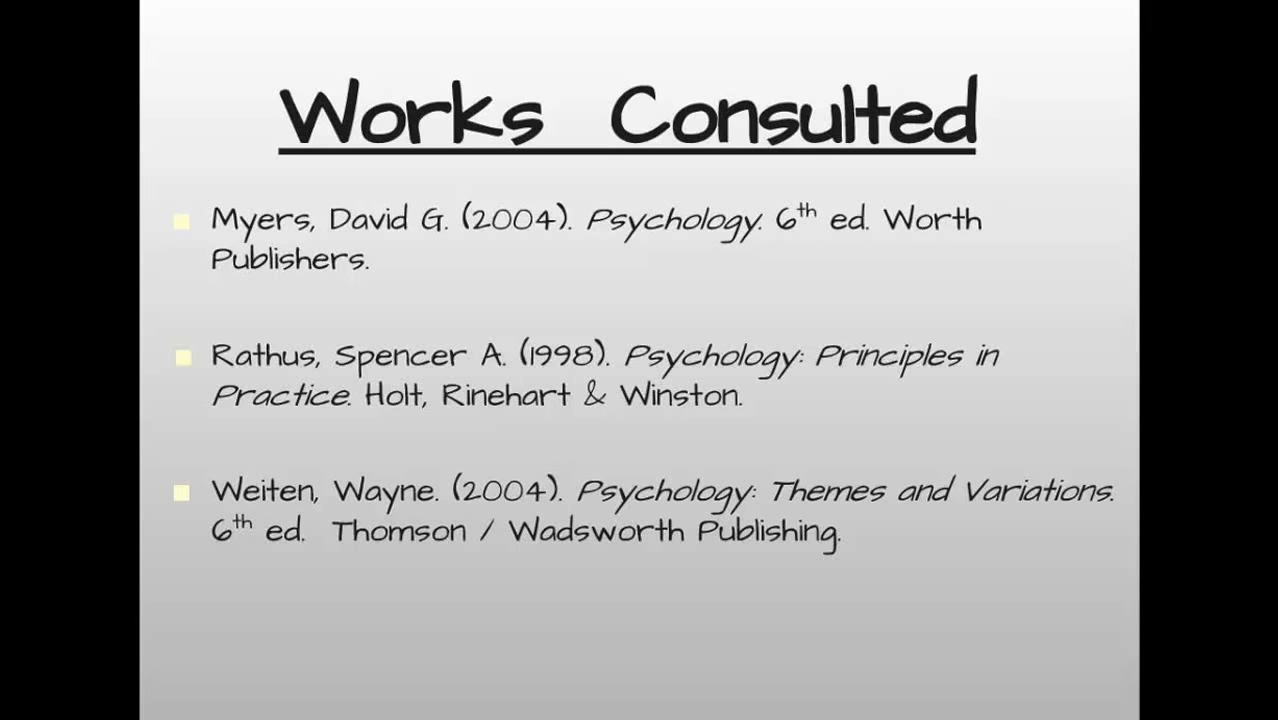 Works Consulted
Myers, David G. (2004). Psychology. 6th ed. Worth
Publishers.
Rathus, Spencer A. (1998). Psychology: Principles in
Practice. Holt, Rinehart & Winston.
Weiten, Wayne. (2004). Psychology: Themes and Variations.
6th ed. Thomson / Wadsworth Publishing.